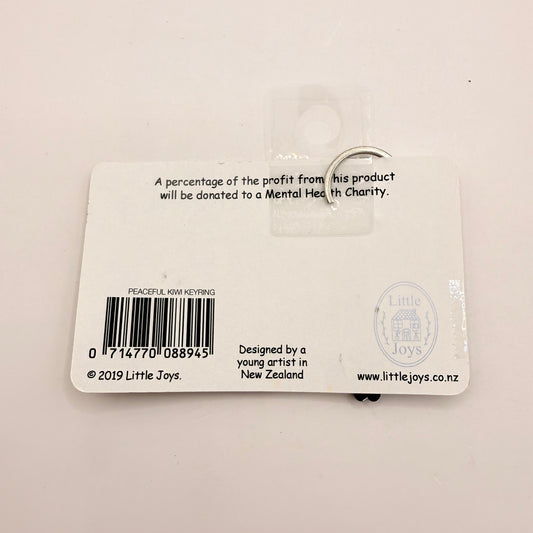 A percentage of the profit from this product
will be donated to a Mental Health Charity.
PEACEFUL KIWI KEYRING
0 714770 088945
© 2019 Little Joys.
Designed by a
young artist in
New Zealand
Little
Joys
www.littlejoys.co.nz